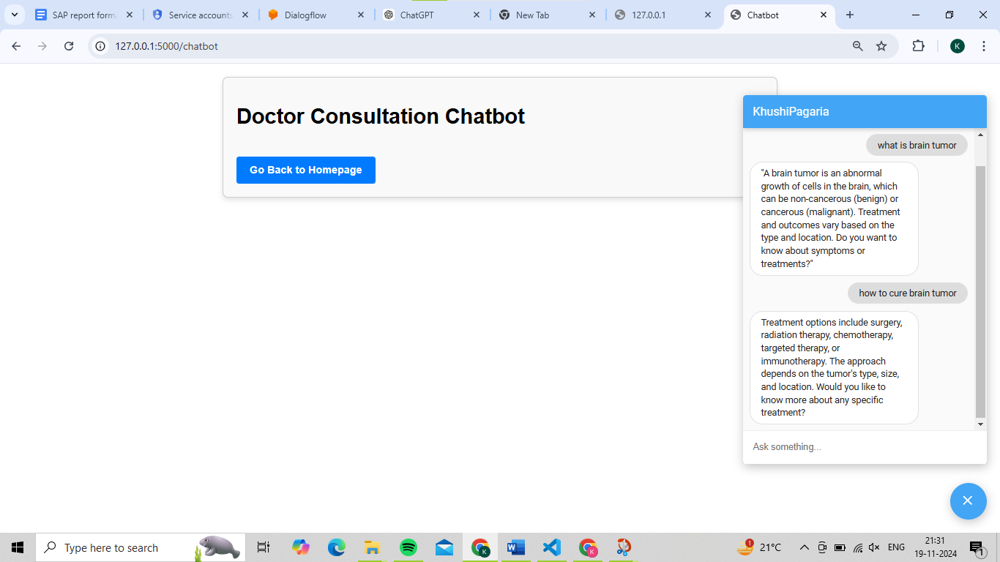 SAP report form
Service accounts
Dialogflow
ChatGPT
New Tab
127.0.0.1
Chatbot
127.0.0.1:5000/chatbot
K
Doctor Consultation Chatbot
Go Back to Homepage
KhushiPagaria
what is brain tumor
"A brain tumor is an abnormal
growth of cells in the brain, which
can be non-cancerous (benign) or
cancerous (malignant). Treatment
and outcomes vary based on the
type and location. Do you want to
know about symptoms or
treatments?"
how to cure brain tumor
Treatment options include surgery,
radiation therapy, chemotherapy,
targeted therapy, or
immunotherapy. The approach
depends on the tumor's type, size,
and location. Would you like to
know more about any specific
treatment?
Ask something...
Type here to search
K
W
K
1
21°C
ENG
21:31
19-11-2024
1